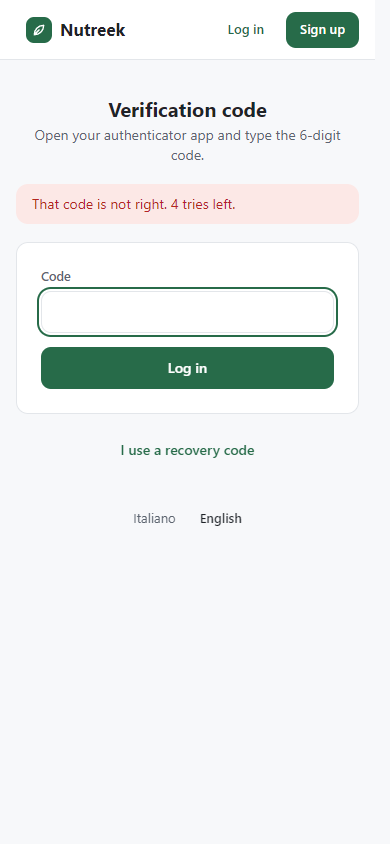 Nutreek
Log in
Sign up
Verification code
Open your authenticator app and type the 6-digit
code.
That code is not right. 4 tries left.
Code
Log in
I use a recovery code
Italiano
English